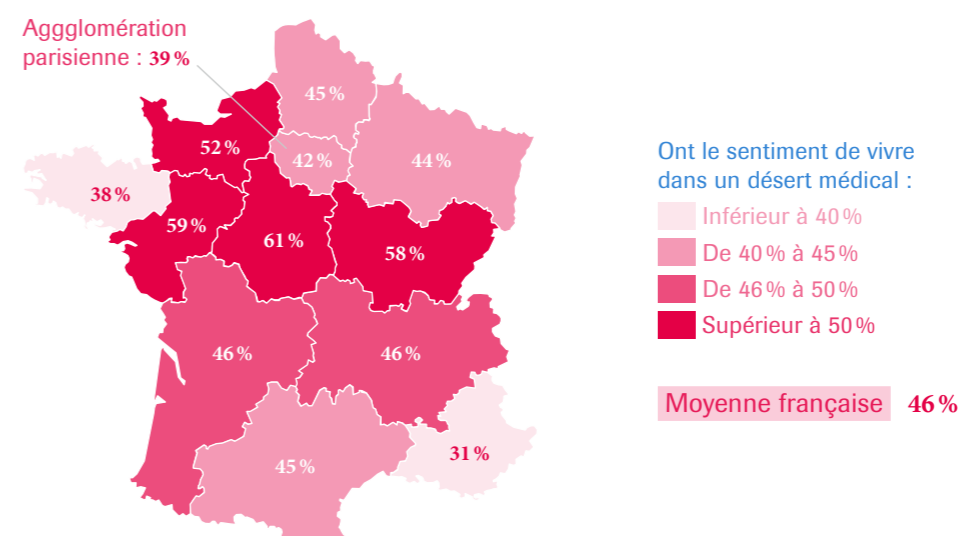 Aggglomération
parisienne : 39 %
45 %
52 %
42 %
44 %
38 %
59 %
61 %
58 %
46 %
46 %
31 %
45 %
Ont le sentiment de vivre
dans un désert médical :
Inférieur à 40 %
De 40 % à 45 %
De 46 % à 50 %
Supérieur à 50 %
Moyenne française 46 %